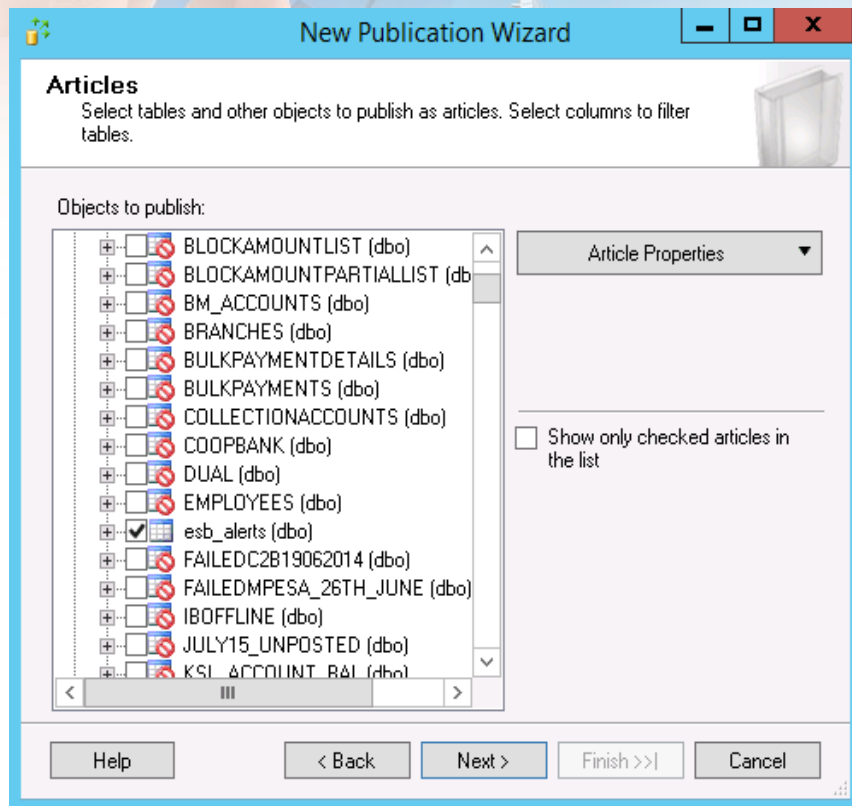 New Publication Wizard
Articles
Select tables and other objects to publish as articles. Select columns to filter
tables.
Objects to publish:
BLOCKAMOUNTLIST (dbo)
BLOCKAMOUNTPARTIALLIST (db
BM_ACCOUNTS (dbo)
BRANCHES (dbo)
BULKPAYMENTDETAILS (dbo)
BULKPAYMENTS (dbo)
COLLECTIONACCOUNTS (dbo)
COOPBANK (dbo)
DUAL (dbo)
EMPLOYEES (dbo)
esb_alerts (dbo)
FAILEDC2B19062014 (dbo)
FAILEDMPESA_26TH_JUNE (dbo)
IBOFFLINE (dbo)
JULY15_UNPOSTED (dbo)
KSL_ACCOUNT_BAL (dbo)
Article Properties
Show only checked articles in
the list
Help
< Back
Next >
Finish >>|
Cancel